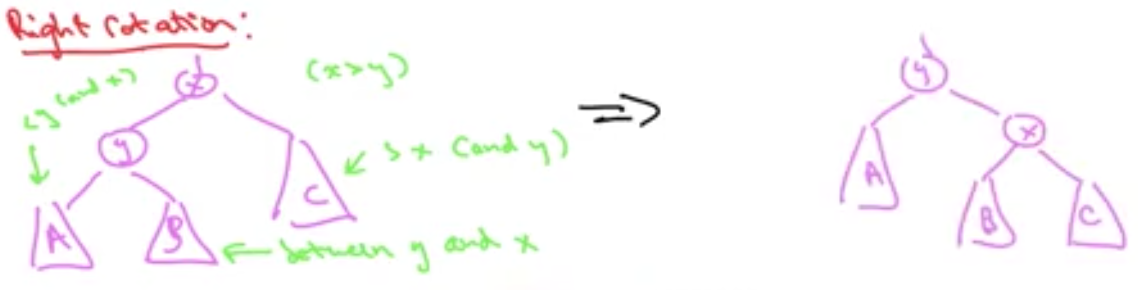 Right rotation:
<y (and x)
(x>y)
x
y
> x (and y)
A
B
C
between y and x
⇒
y
x
A
B
C